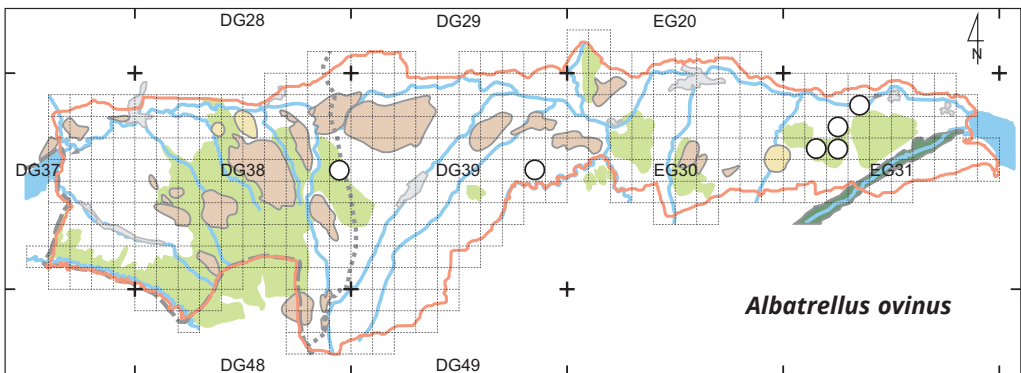 DG28 DG29 EG20
N
DG37 DG38 DG39 EG30 EG31
Albatrellus ovinus
DG48 DG49